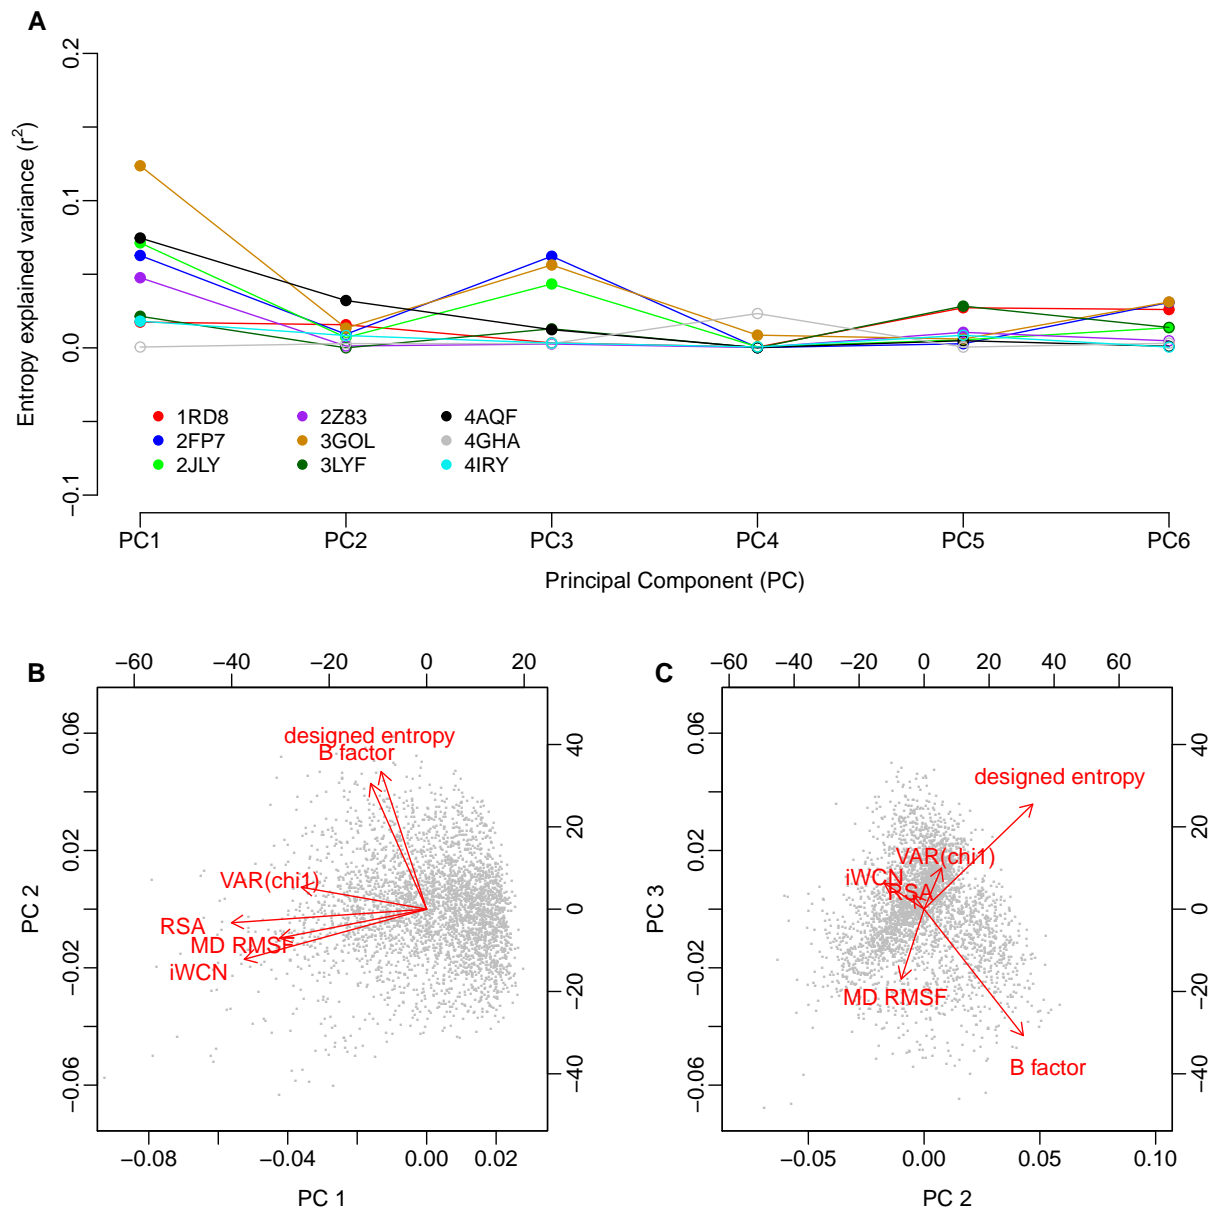 A
0.2
0.1
0.0
−0.1
Entropy explained variance (r²)
1RD8
2FP7
2JLY
2Z83
3GOL
3LYF
4AQF
4GHA
4IRY
PC1 PC2 PC3 PC4 PC5 PC6
Principal Component (PC)
B
−60 −40 −20 0 20
0.06
0.02
−0.02
−0.06
PC 2
40
20
0
−20
−40
designed entropy
B factor
VAR(chi1)
RSA
MD RMSF
iWCN
−0.08 −0.04 0.00 0.02
PC 1
C
−60 −40 −20 0 20 40 60
0.06
0.02
−0.02
−0.06
PC 3
40
20
0
−20
−40
designed entropy
VAR(chi1)
iWCN
RSA
MD RMSF
B factor
−0.05 0.00 0.05 0.10
PC 2